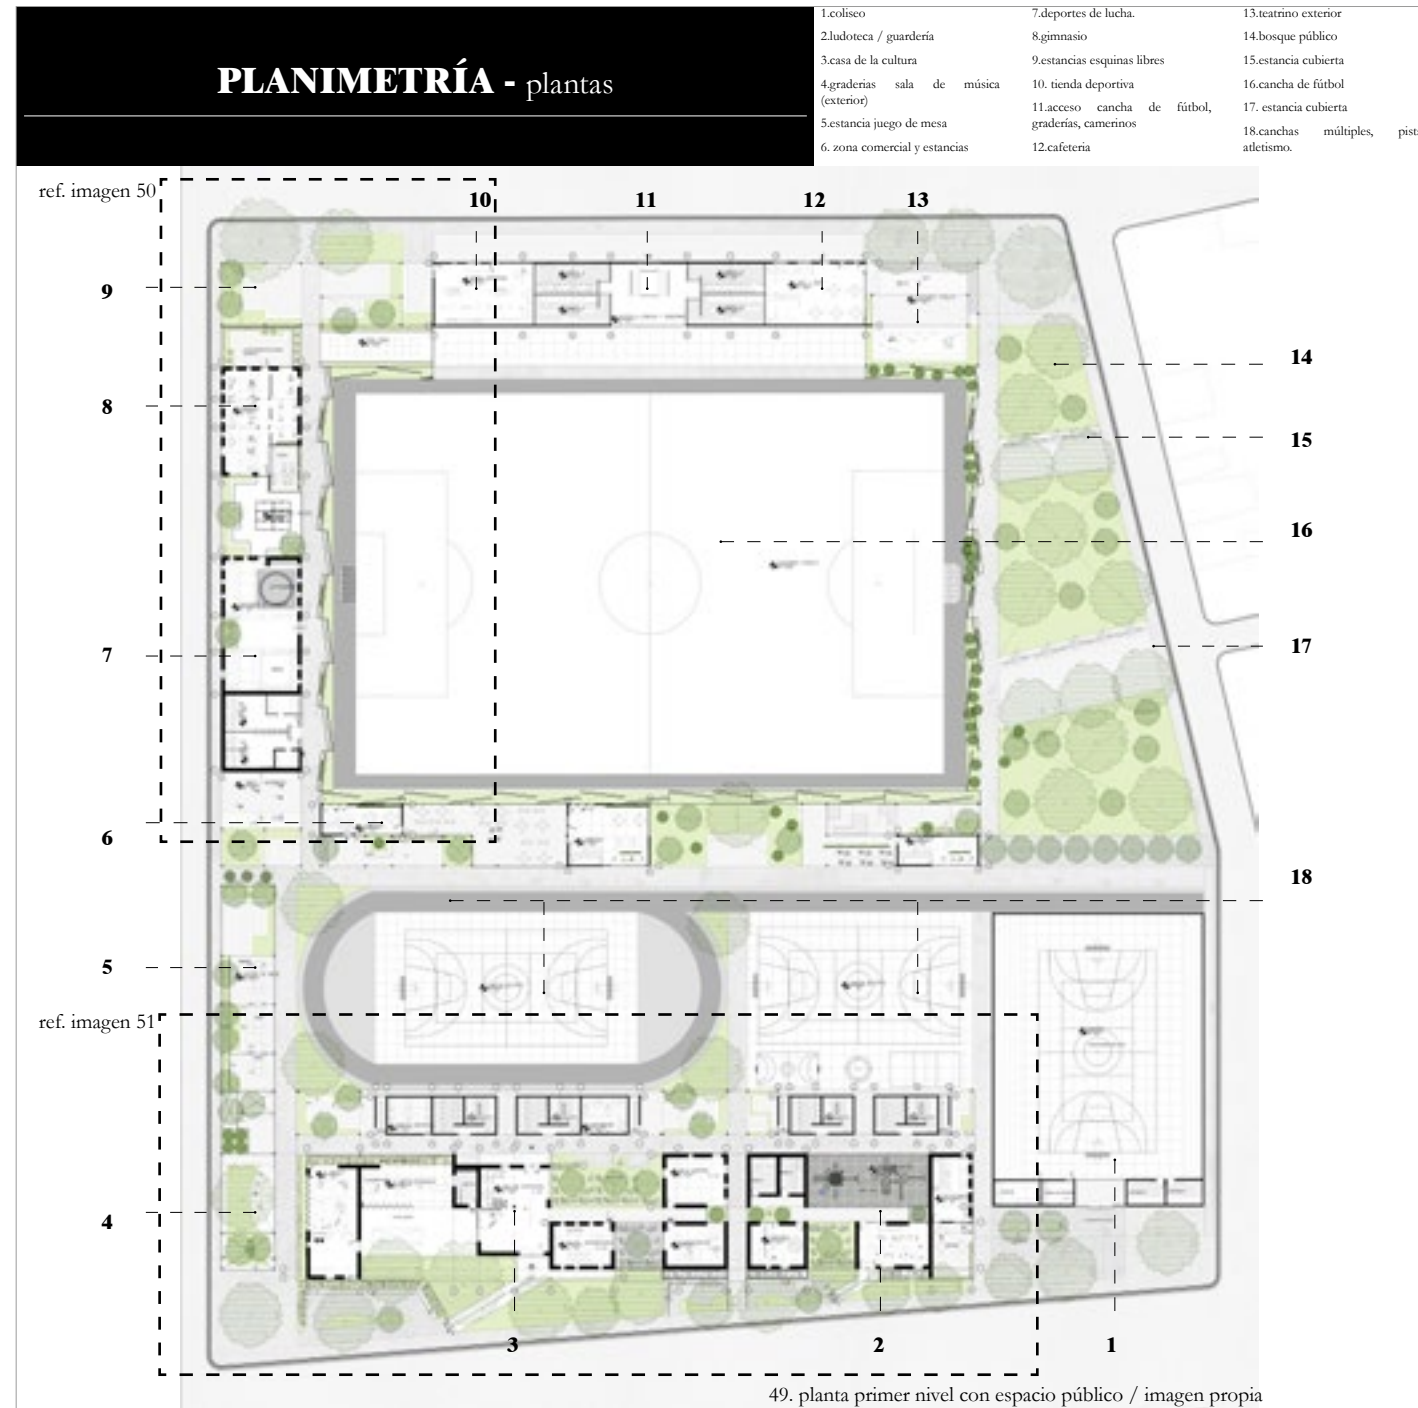 PLANIMETRÍA - plantas
1.coliseo
2.ludoteca / guardería
3.casa de la cultura
4.graderias sala de música
(exterior)
5.estancia juego de mesa
6. zona comercial y estancias
7.deportes de lucha.
8.gimnasio
9.estancias esquinas libres
10. tienda deportiva
11.acceso cancha de fútbol,
graderías, camerinos
12.cafeteria
13.teatrino exterior
14.bosque público
15.estancia cubierta
16.cancha de fútbol
17. estancia cubierta
18.canchas múltiples,
atletismo.
ref. imagen 50
10
11
12
13
9
14
8
15
16
7
17
6
18
5
ref. imagen 51
4
3
2
1
49. planta primer nivel con espacio público / imagen propia